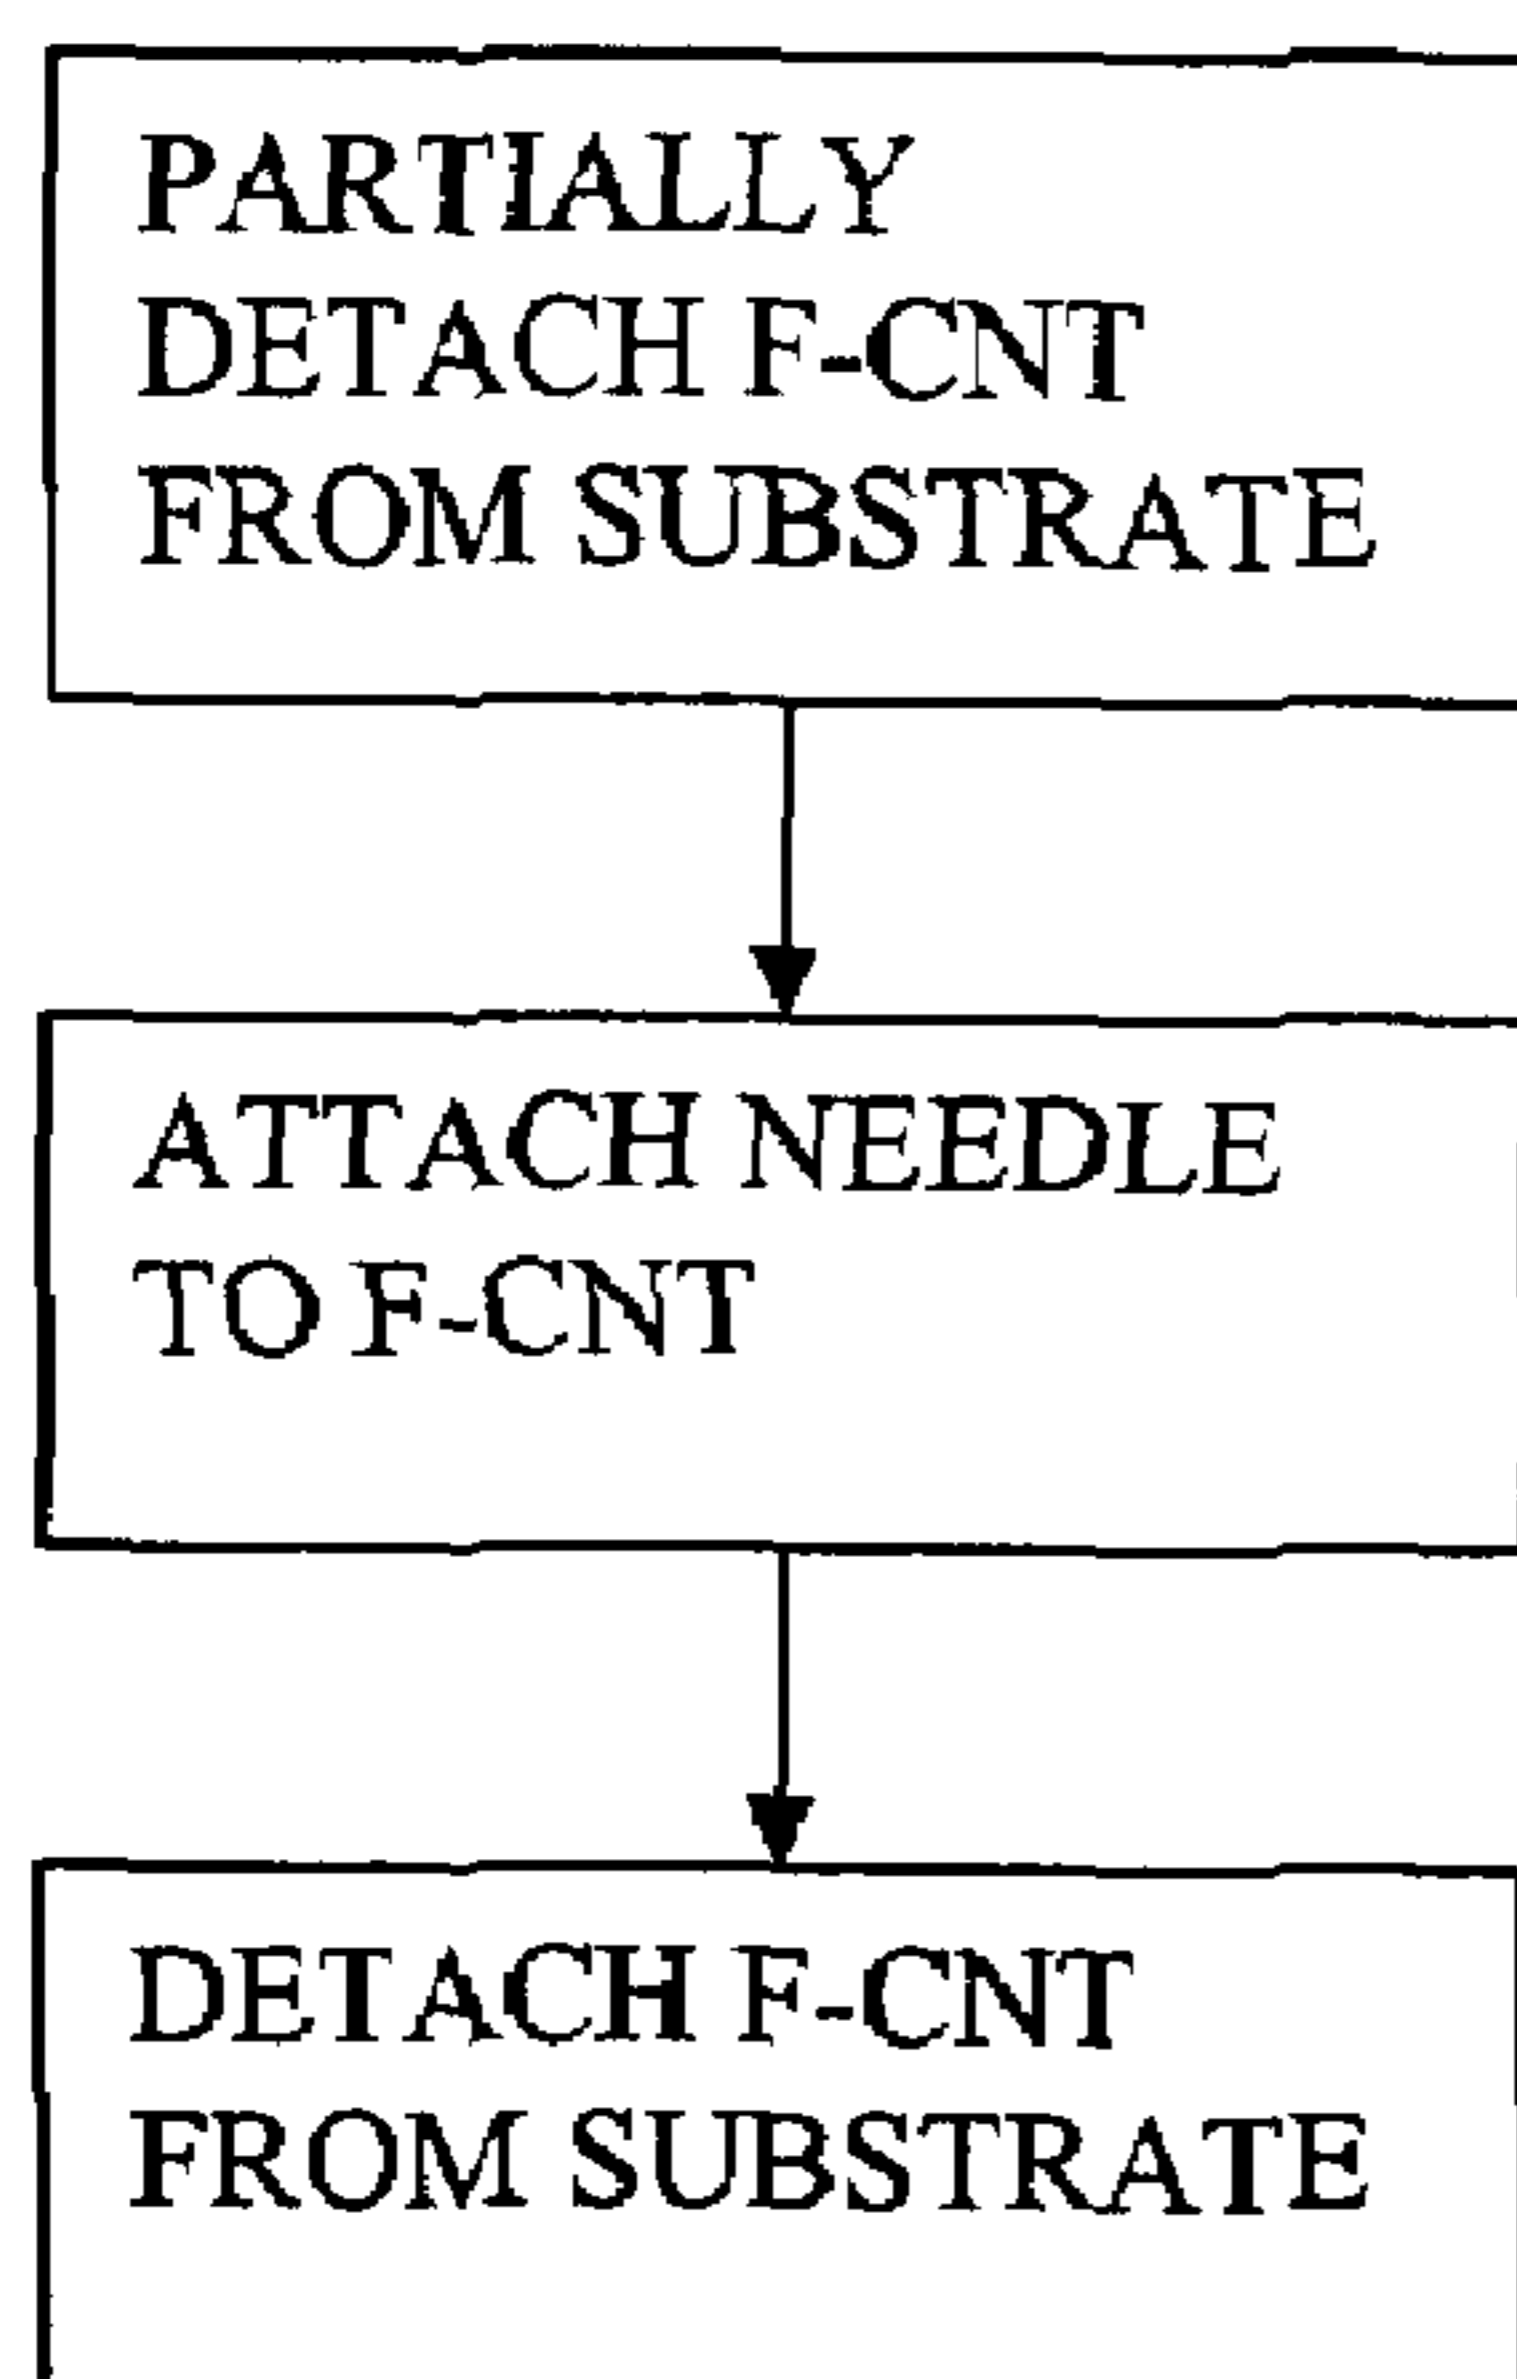 PARTIALLY
DETACH F-CNT
FROM SUBSTRATE
ATTACH NEEDLE
TO F-CNT
DETACH F-CNT
FROM SUBSTRATE